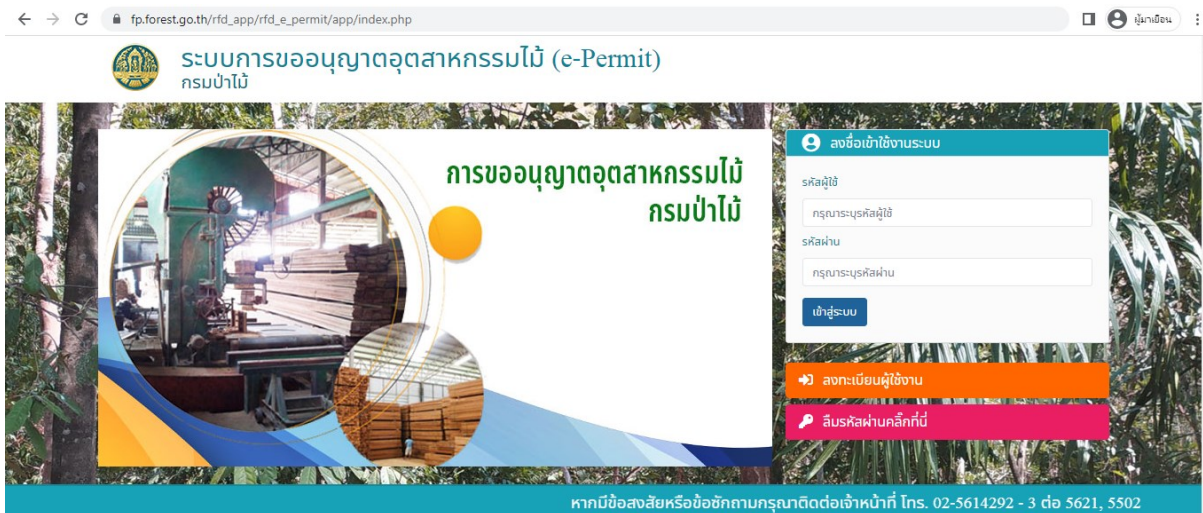 fp.forest.go.th/rfd_app/rfd_e_permit/app/index.php
ผู้มาเยือน
ระบบการขออนุญาตอุตสาหกรรมไม้ (e-Permit)
กรมป่าไม้
การขออนุญาตอุตสาหกรรมไม้
กรมป่าไม้
ลงชื่อเข้าใช้งานระบบ
รหัสผู้ใช้
กรุณาระบุรหัสผู้ใช้
รหัสผ่าน
กรุณาระบุรหัสผ่าน
เข้าสู่ระบบ
ลงทะเบียนผู้ใช้งาน
ลืมรหัสผ่านคลิ๊กที่นี่
หากมีข้อสงสัยหรือข้อซักถามกรุณาติดต่อเจ้าหน้าที่ โทร. 02-5614292 - 3 ต่อ 5621, 5502